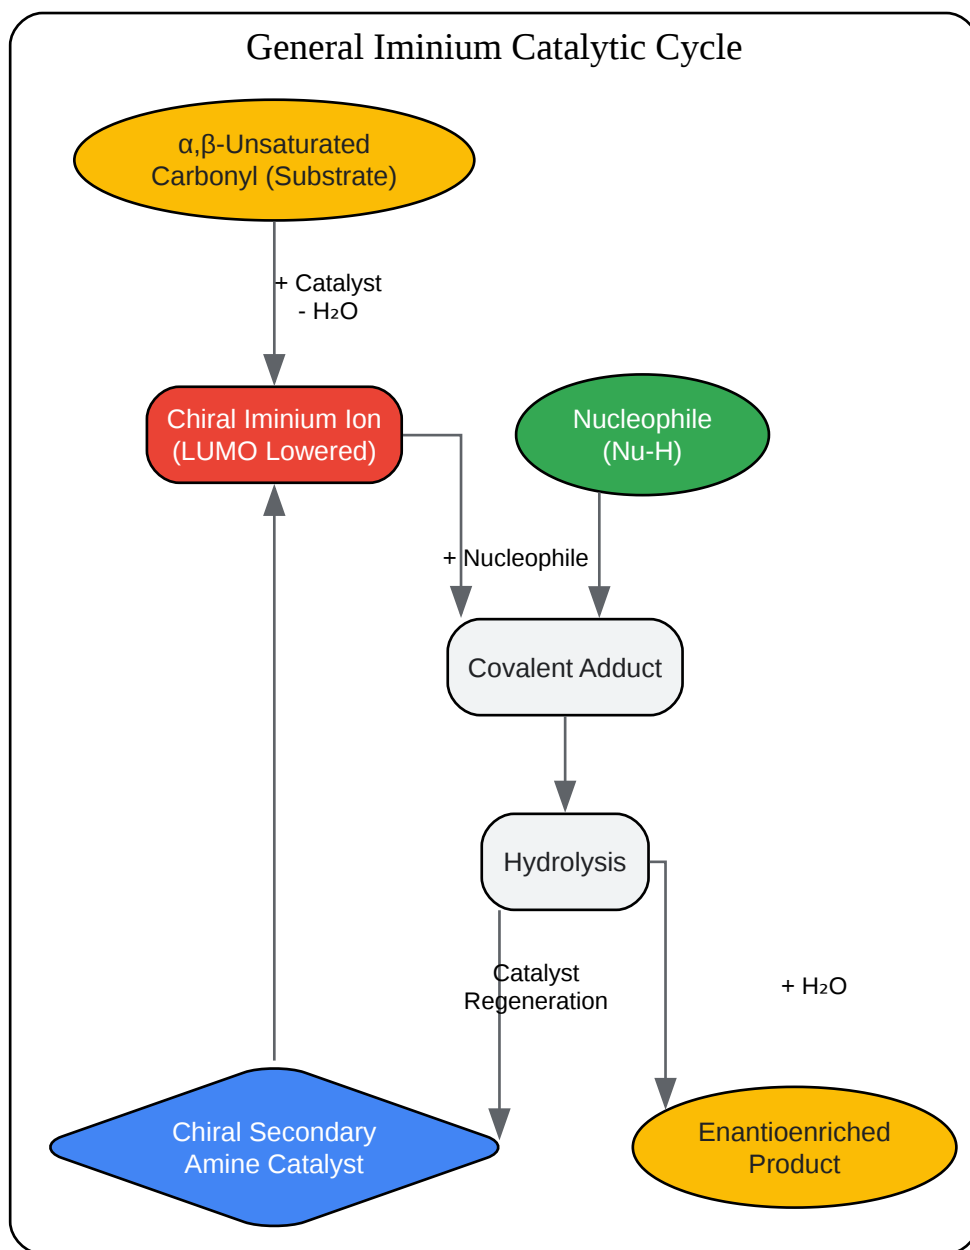 General Iminium Catalytic Cycle
α,β-Unsaturated
Carbonyl (Substrate)
+ Catalyst
- H₂O
Chiral Iminium Ion
(LUMO Lowered)
Nucleophile
(Nu-H)
+ Nucleophile
Covalent Adduct
Hydrolysis
Catalyst
Regeneration
+ H₂O
Chiral Secondary
Amine Catalyst
Enantioenriched
Product